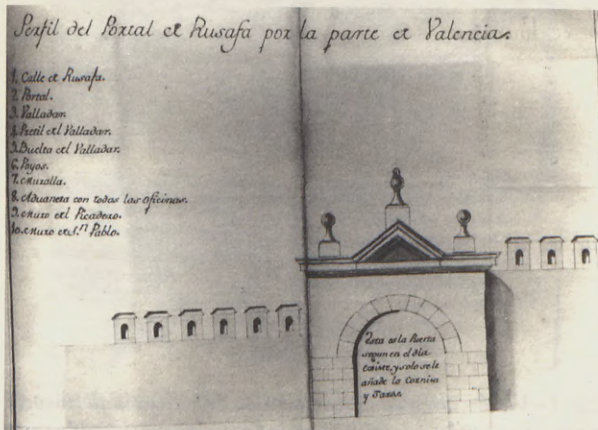 Perfil del Portal de Rusafa por la parte de Valencia.
1. Calle de Rusafa.
2. Portal.
3. Valladar.
4. Pretil del Valladar.
5. Buelta del Valladar.
6. Poyos.
7. Muralla.
8. Aduaneta con todas las oficinas.
9. Muro del Picadero.
10. Muro de S.n Pablo.
Esta es la Puerta
segun en el dia
existe, y solo se le
añade la Cornisa
y Jaras.